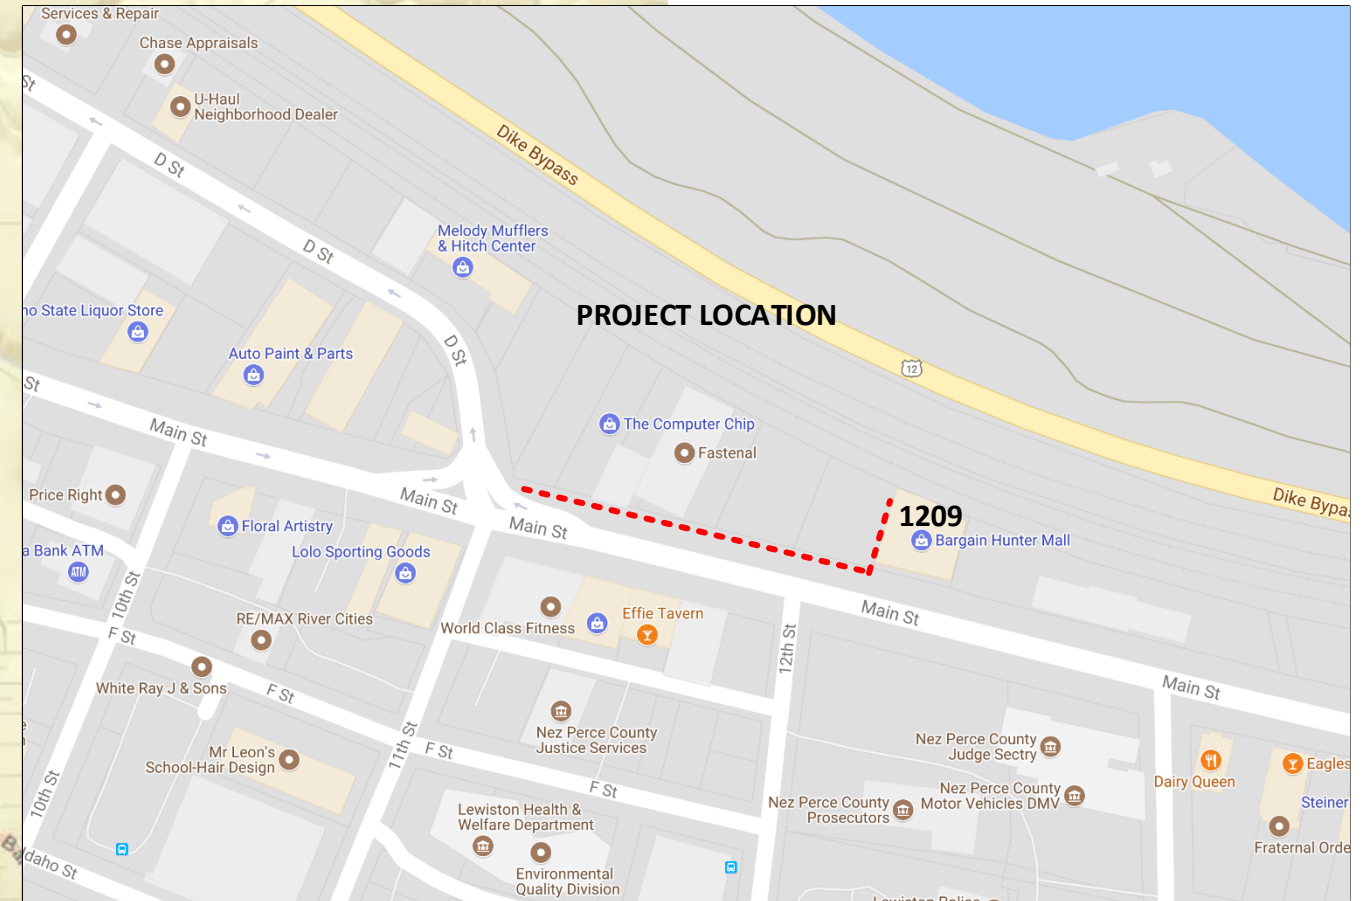 Services & Repair
Chase Appraisals
U-Haul
Neighborhood Dealer
St
D St
Dike Bypass
D St
Melody Mufflers
& Hitch Center
State Liquor Store
PROJECT LOCATION
Auto Paint & Parts
D St
12
St
Main St
The Computer Chip
Fastenal
Price Right
Main St
Floral Artistry
Main St
1209
Dike
Bargain Hunter Mall
Bank ATM
ATM
Lolo Sporting Goods
10th St
RE/MAX River Cities
World Class Fitness
Effie Tavern
Main St
F St
12th St
White Ray J & Sons
F St
Main St
Nez Perce County
Justice Services
11th St
F St
Nez Perce County
Judge Sectry
Mr Leon's
School-Hair Design
Dairy Queen
Eagles
10th St
F St
Nez Perce County
Motor Vehicles DMV
Nez Perce County
Prosecutors
Steiner
Lewiston Health &
Welfare Department
Fraternal
Idaho St
Environmental
Quality Division